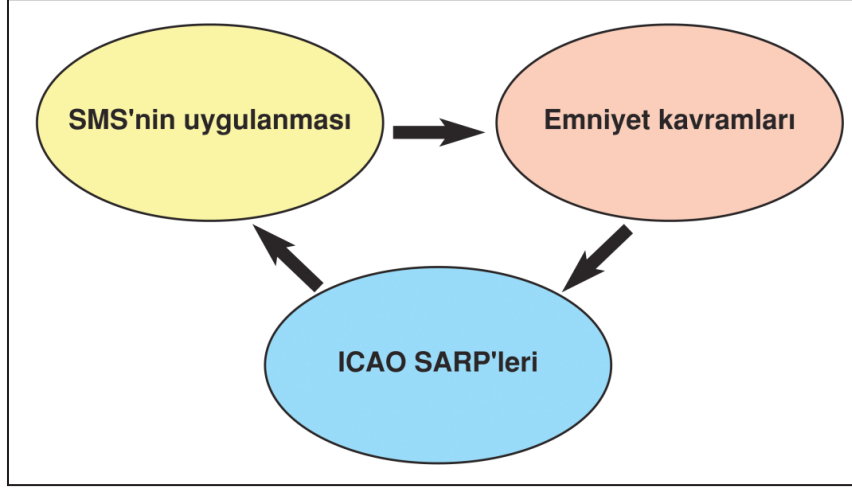 SMS'nin uygulanması
Emniyet kavramları
ICAO SARP'leri